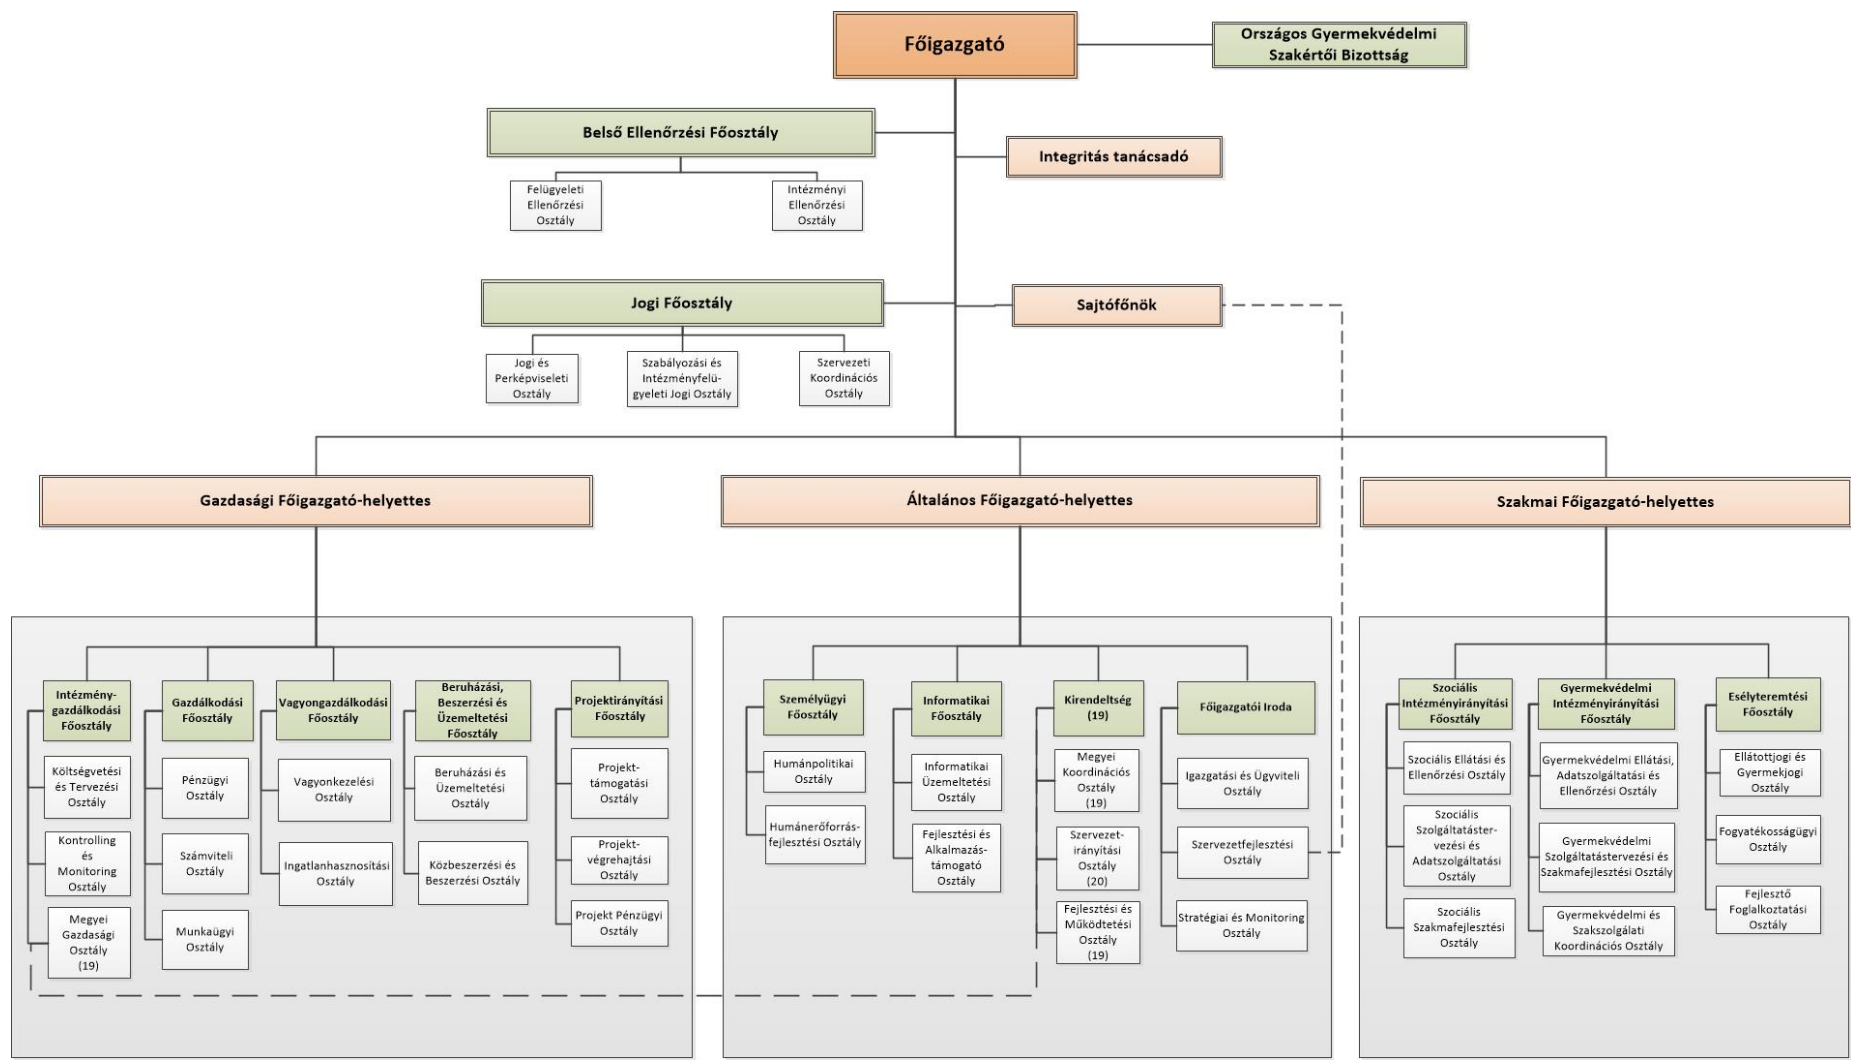 Főigazgató
Országos Gyermekvédelmi
Szakértői Bizottság
Belső Ellenőrzési Főosztály
Integritás tanácsadó
Felügyeleti
Ellenőrzési
Osztály
Intézményi
Ellenőrzési
Osztály
Jogi Főosztály
Sajtófőnök
Jogi és
Perképviseleti
Osztály
Szabályozási és
Intézményfelü-
gyeleti Jogi Osztály
Szervezeti
Koordinációs
Osztály
Gazdasági Főigazgató-helyettes
Általános Főigazgató-helyettes
Szakmai Főigazgató-helyettes
Intézmény-
gazdálkodási
Főosztály
Költségvetési
és Tervezési
Osztály
Kontrolling
és
Monitoring
Osztály
Megyei
Gazdasági
Osztály
(19)
Gazdálkodási
Főosztály
Pénzügyi
Osztály
Számviteli
Osztály
Munkaügyi
Osztály
Vagyongazdálkodási
Főosztály
Vagyonkezelési
Osztály
Ingatlanhasznosítási
Osztály
Beruházási,
Beszerzési és
Üzemeltetési
Főosztály
Beruházási és
Üzemeltetési
Osztály
Közbeszerzési és
Beszerzési Osztály
Projektirányítási
Főosztály
Projekt-
támogatási
Osztály
Projekt-
végrehajtási
Osztály
Projekt Pénzügyi
Osztály
Személyügyi
Főosztály
Humánpolitikai
Osztály
Humánerőforrás-
fejlesztési Osztály
Informatikai
Főosztály
Informatikai
Üzemeltetési
Osztály
Fejlesztési és
Alkalmazás-
támogató
Osztály
Kirendeltség
(19)
Megyei
Koordinációs
Osztály
(19)
Szervezet-
irányítási
Osztály
(20)
Fejlesztési és
Működtetési
Osztály
(19)
Főigazgatói Iroda
Igazgatási és Ügyviteli
Osztály
Szervezetfejlesztési
Osztály
Stratégiai és Monitoring
Osztály
Szociális
Intézményirányítási
Főosztály
Szociális Ellátási és
Ellenőrzési Osztály
Szociális
Szolgáltatáster-
vezési és
Adatszolgáltatási
Osztály
Szociális
Szakmafejlesztési
Osztály
Gyermekvédelmi
Intézményirányítási
Főosztály
Gyermekvédelmi Ellátási,
Adatszolgáltatási és
Ellenőrzési Osztály
Gyermekvédelmi
Szolgáltatástervezési és
Szakmafejlesztési Osztály
Gyermekvédelmi és
Szakszolgálati
Koordinációs Osztály
Esélyteremtési
Főosztály
Ellátottjogi és
Gyermekjogi
Osztály
Fogyatékosságügyi
Osztály
Fejlesztő
Foglalkoztatási
Osztály